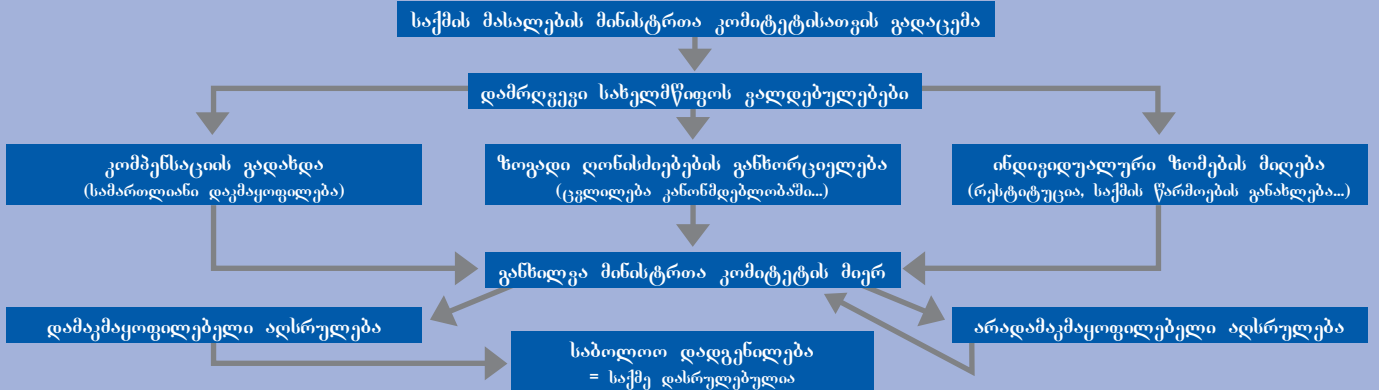 საქმის მასალების მინისტრთა კომიტეტისათვის გადაცემა
დამრღვევი სახელმწიფოს ვალდებულებები
კომპენსაციის გადახდა
(სამართლიანი დაკმაყოფილება)
ზოგადი ღონისძიებების განხორციელება
(ცვლილება კანონმდებლობაში...)
ინდივიდუალური ზომების მიღება
(რესტიტუცია, საქმის წარმოების განახლება...)
განხილვა მინისტრთა კომიტეტის მიერ
დამაკმაყოფილებელი აღსრულება
არადამაკმაყოფილებელი აღსრულება
საბოლოო დადგენილება
= საქმე დასრულებულია